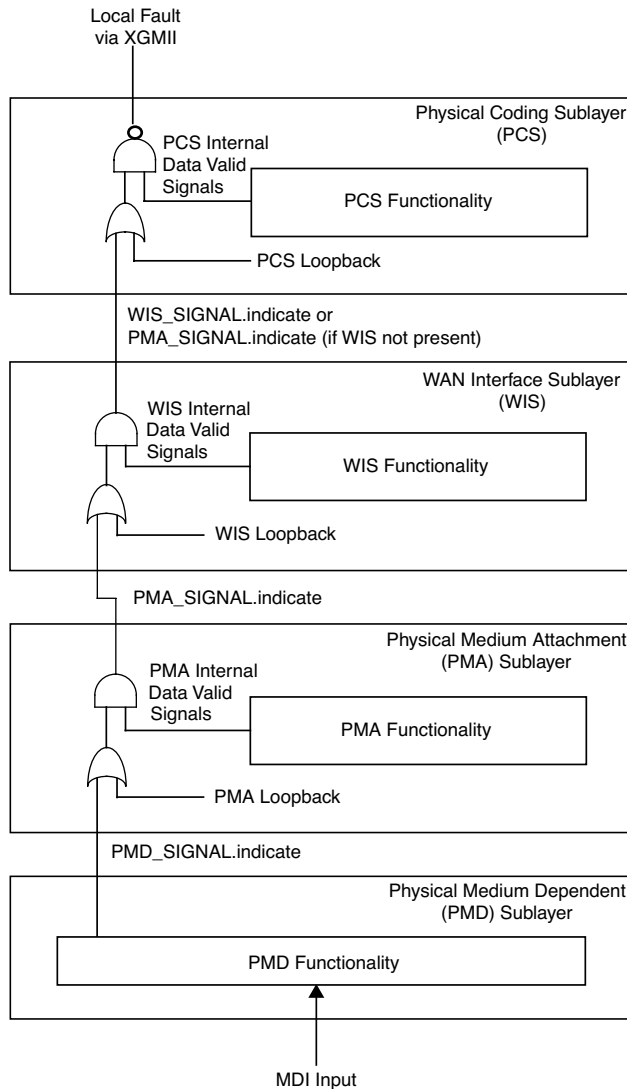 Local Fault
via XGMII
Physical Coding Sublayer
(PCS)
PCS Internal
Data Valid
Signals
PCS Functionality
PCS Loopback
WIS_SIGNAL.indicate or
PMA_SIGNAL.indicate (if WIS not present)
WAN Interface Sublayer
(WIS)
WIS Internal
Data Valid
Signals
WIS Functionality
WIS Loopback
PMA_SIGNAL.indicate
Physical Medium Attachment
(PMA) Sublayer
PMA Internal
Data Valid
Signals
PMA Functionality
PMA Loopback
PMD_SIGNAL.indicate
Physical Medium Dependent
(PMD) Sublayer
PMD Functionality
MDI Input